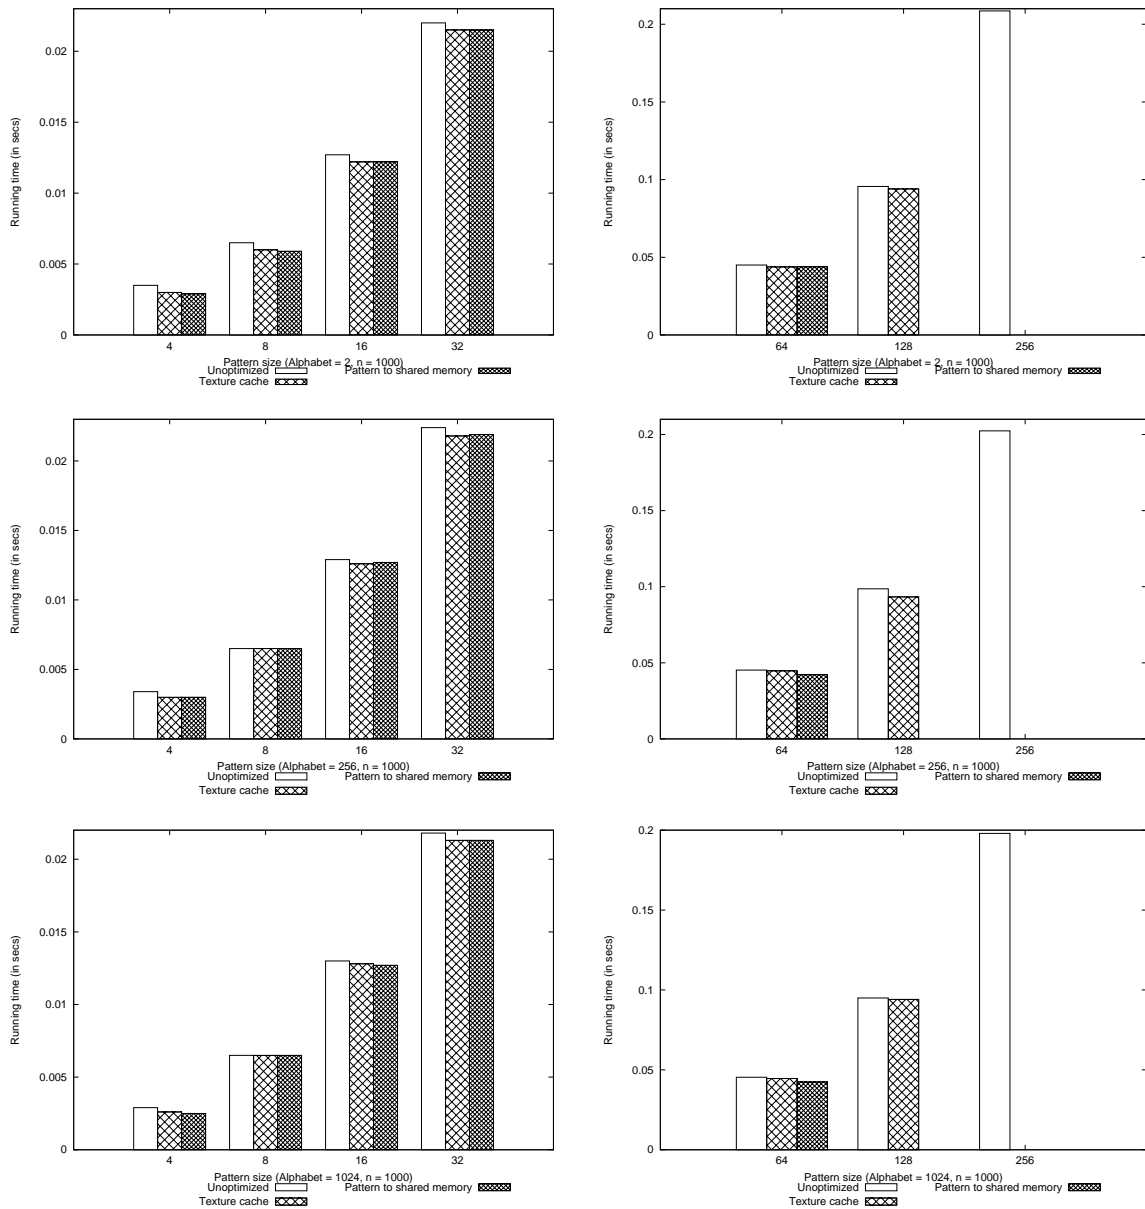 0.02
0.015
0.01
0.005
0
Running time (in secs)
4 8 16 32
Pattern size (Alphabet = 2, n = 1000)
Unoptimized Pattern to shared memory
Texture cache
0.2
0.15
0.1
0.05
0
Running time (in secs)
64 128 256
Pattern size (Alphabet = 2, n = 1000)
Unoptimized Pattern to shared memory
Texture cache
0.02
0.015
0.01
0.005
0
Running time (in secs)
4 8 16 32
Pattern size (Alphabet = 256, n = 1000)
Unoptimized Pattern to shared memory
Texture cache
0.2
0.15
0.1
0.05
0
Running time (in secs)
64 128 256
Pattern size (Alphabet = 256, n = 1000)
Unoptimized Pattern to shared memory
Texture cache
0.02
0.015
0.01
0.005
0
Running time (in secs)
4 8 16 32
Pattern size (Alphabet = 1024, n = 1000)
Unoptimized Pattern to shared memory
Texture cache
0.2
0.15
0.1
0.05
0
Running time (in secs)
64 128 256
Pattern size (Alphabet = 1024, n = 1000)
Unoptimized Pattern to shared memory
Texture cache